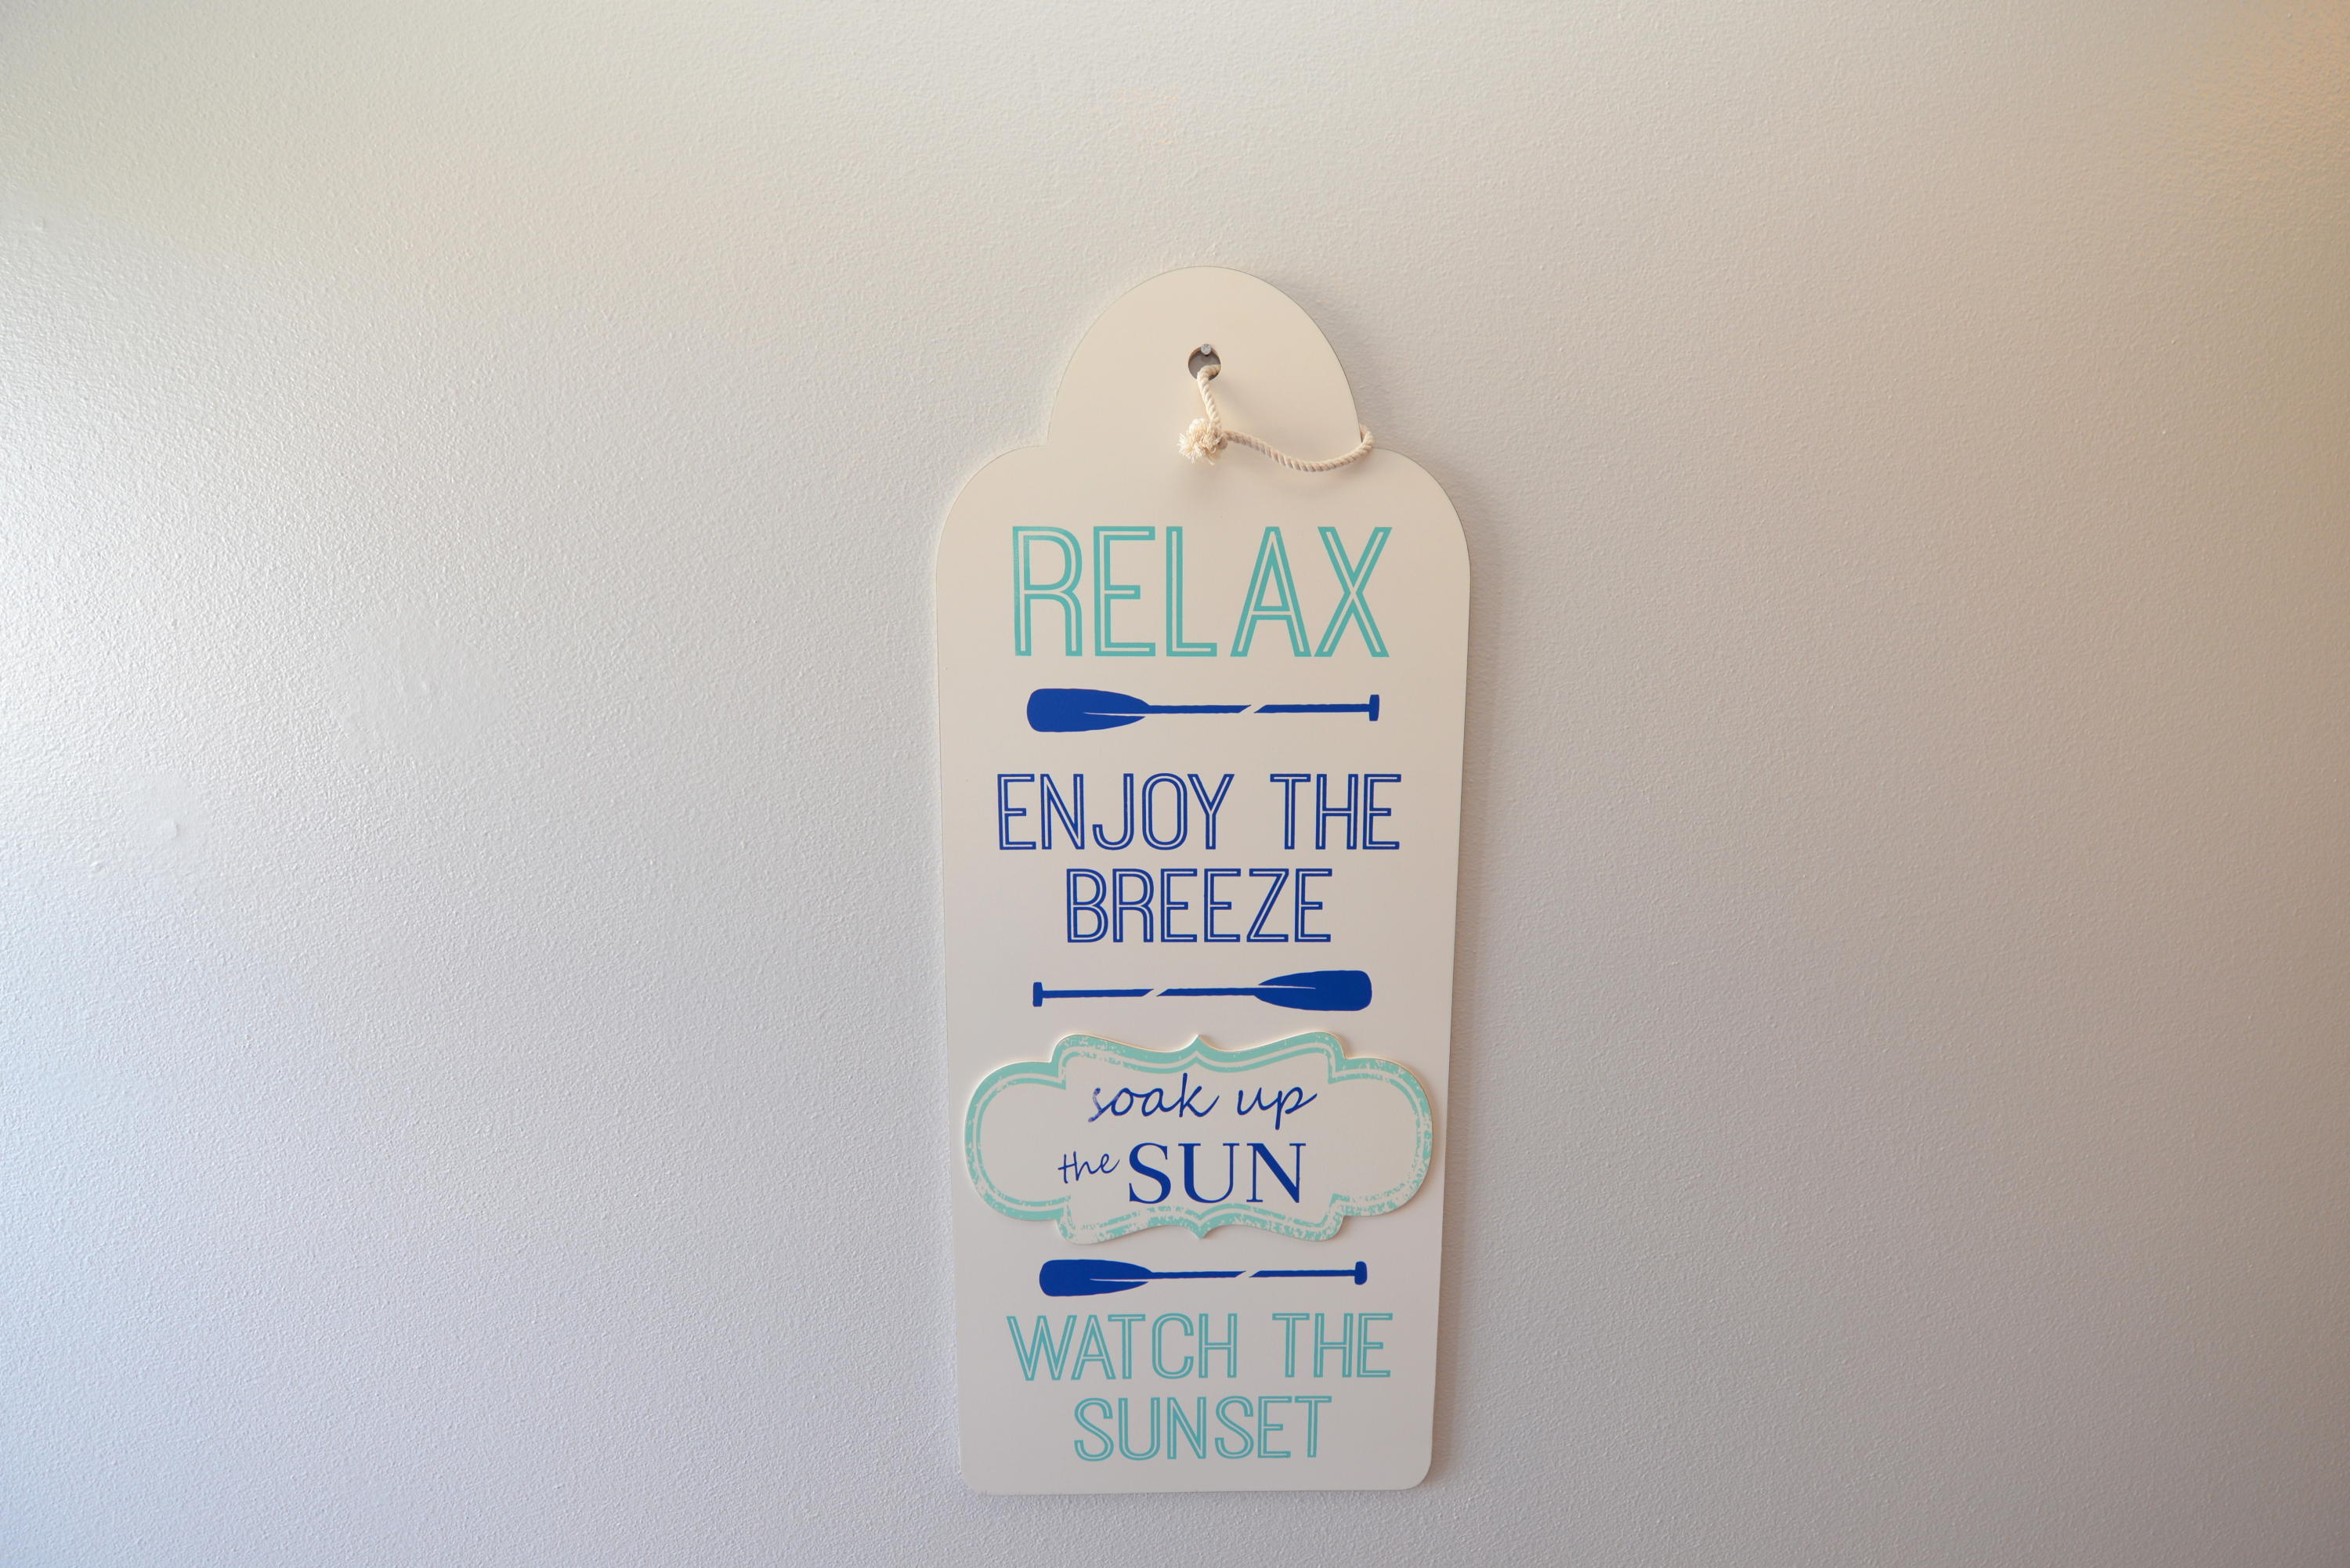 RELAX
ENJOY THE
BREEZE
soak up
the SUN
WATCH THE
SUNSET